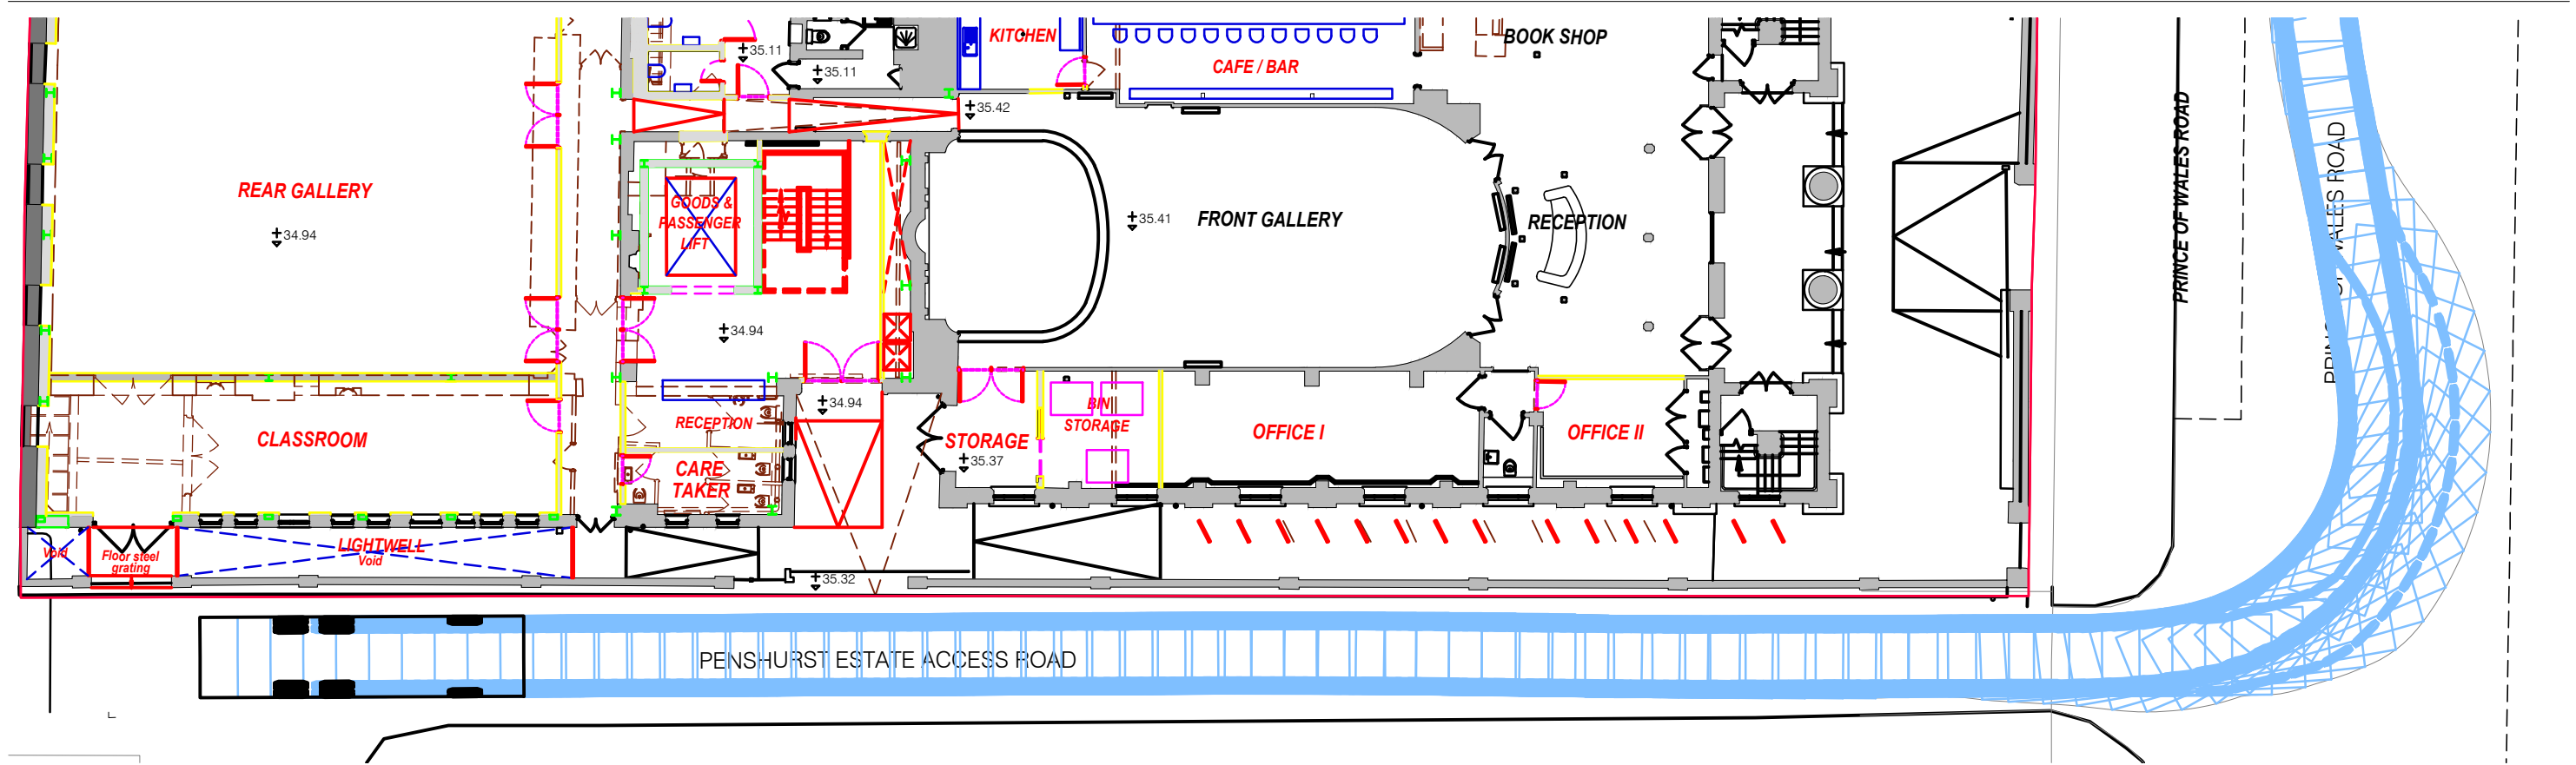 KITCHEN
BOOK SHOP
35.11
35.11
CAFE / BAR
35.42
PRINCE OF WALES ROAD
REAR GALLERY
34.94
GOODS &
PASSENGER
LIFT
35.41
FRONT GALLERY
RECEPTION
34.94
34.94
BIN
STORAGE
RECEPTION
CLASSROOM
STORAGE
35.37
OFFICE I
OFFICE II
CARE
TAKER
LIGHTWELL
Void
Void
Floor steel
grating
35.32
PENSHURST ESTATE ACCESS ROAD